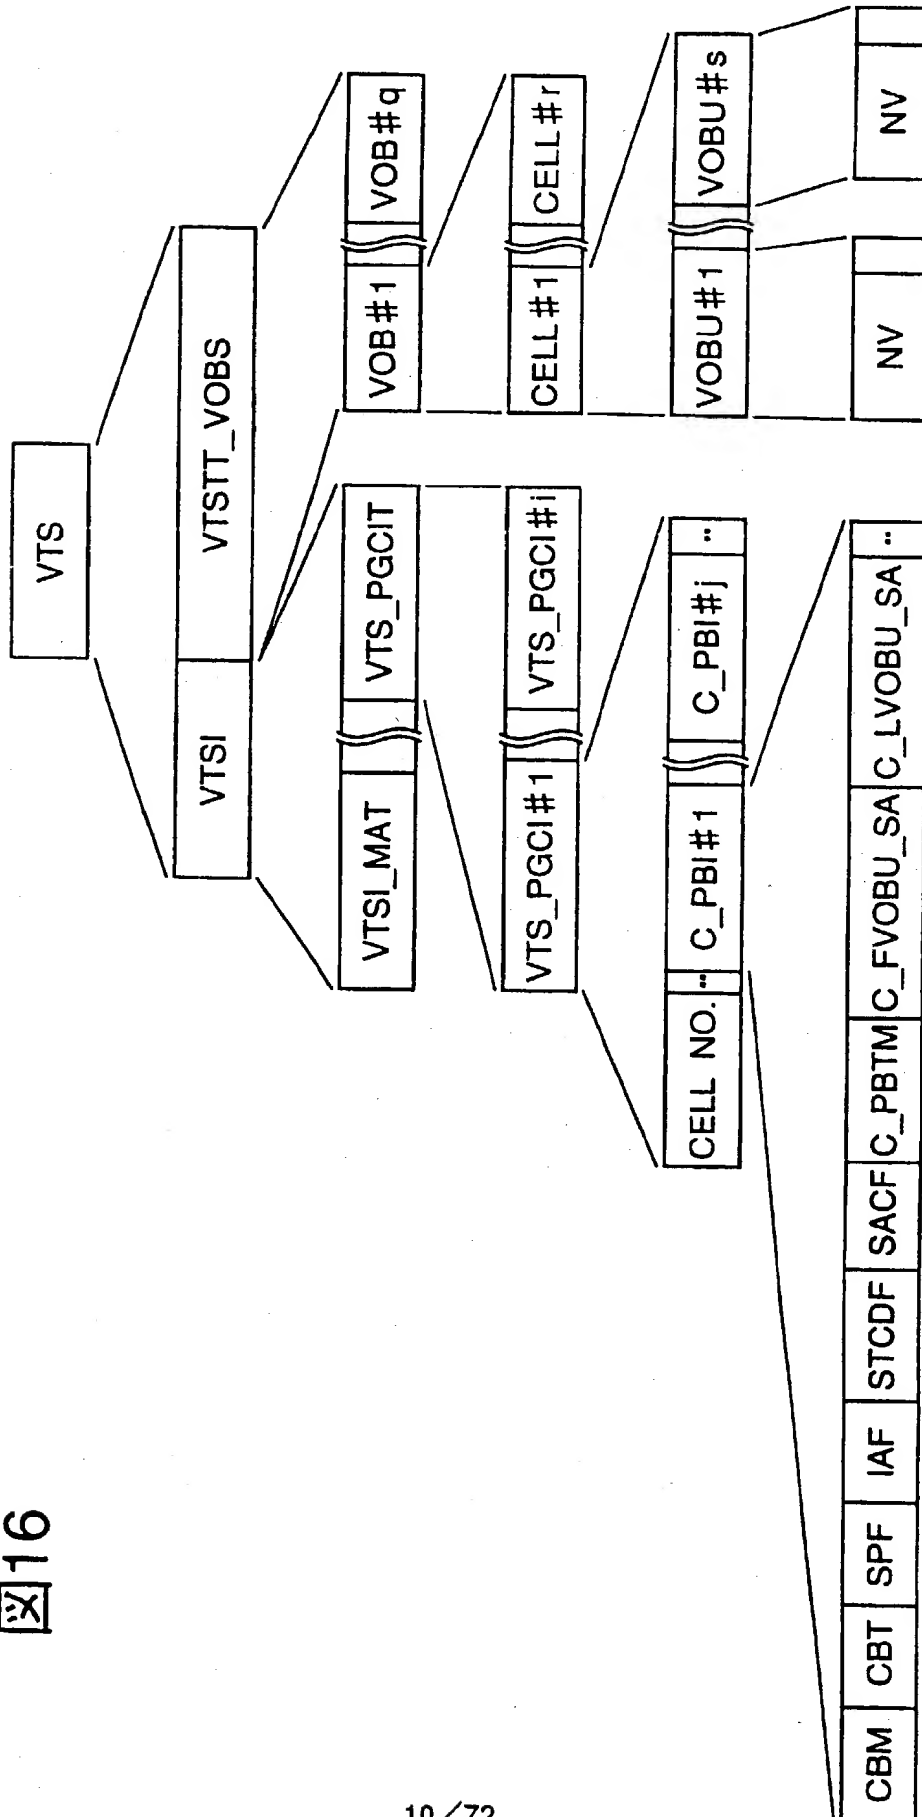 図16
VTS
VTSI VTSTT_VOBS
VTSI_MAT VTS_PGCIT VOB#1 VOB#q
VTS_PGCI#1 VTS_PGCI#i CELL#1 CELL#r
CELL NO. ·· C_PBI#1 C_PBI#j ·· VOBU#1 VOBU#s
CBM CBT SPF IAF STCDF SACF C_PBTM C_FVOBU_SA C_LVOBU_SA ·· NV NV
10/72